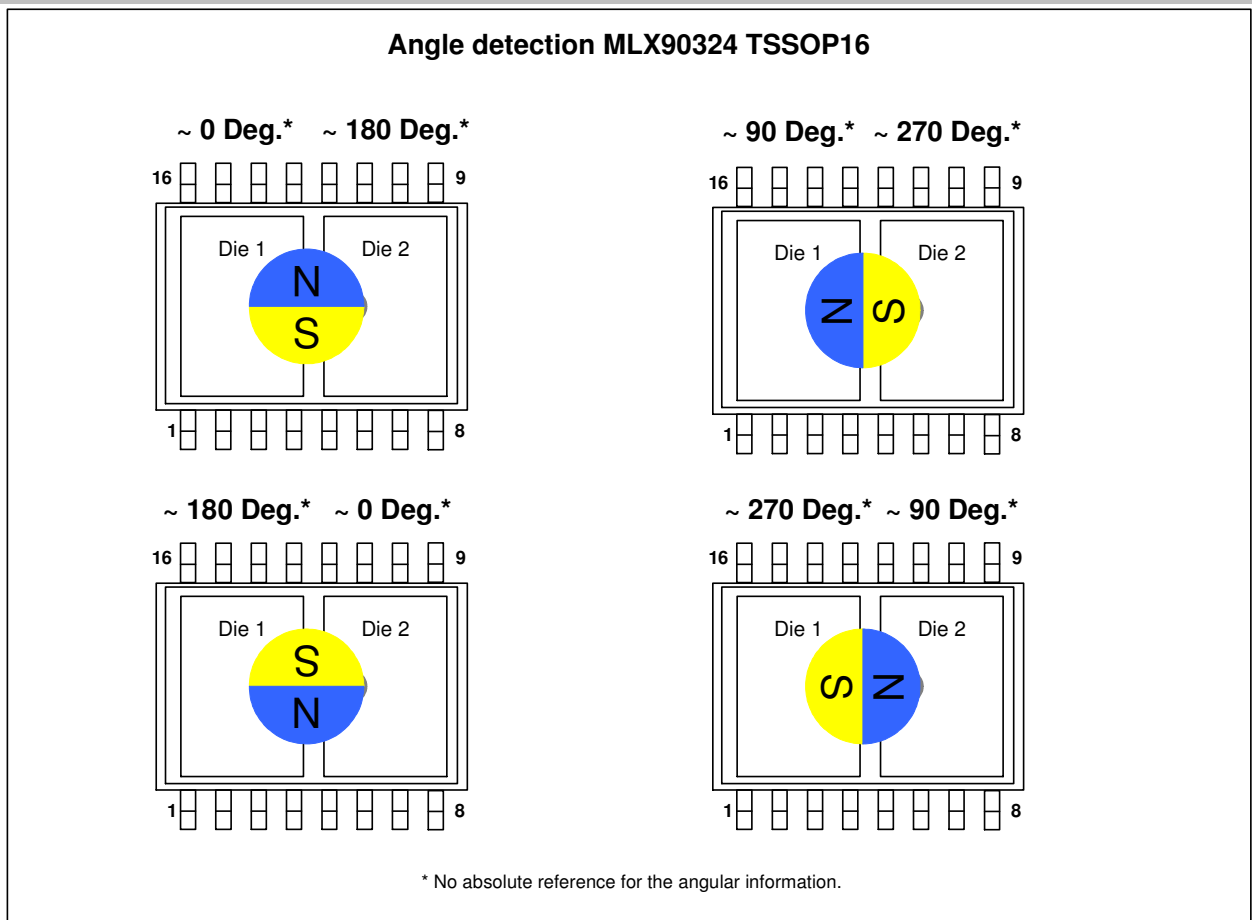 Angle detection MLX90324 TSSOP16
~ 0 Deg.* ~ 180 Deg.*
16 9
Die 1 Die 2
N
S
1 8
~ 90 Deg.* ~ 270 Deg.*
16 9
Die 1 Die 2
N S
1 8
~ 180 Deg.* ~ 0 Deg.*
16 9
Die 1 Die 2
S
N
1 8
~ 270 Deg.* ~ 90 Deg.*
16 9
Die 1 Die 2
S N
1 8
* No absolute reference for the angular information.